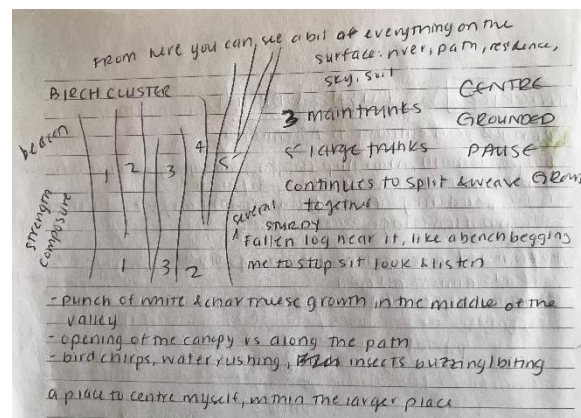 FROM here you can see a bit of everything on the
surface: river, path, residence,
sky, soil
BIRCH CLUSTER
CENTRE
3 main trunks
GROUNDED
5 large trunks
PAUSE
continues to split & weave GROW
together
beacon
strength
composure
1 2 3 4 5
1 3 2
several
STURDY
^ Fallen log near it, like a bench begging
me to stop sit look & listen
- punch of white & chartruese growth in the middle of the
valley
- opening of the canopy vs along the path
- bird chirps, water rushing, insects buzzing/biting
a place to centre myself, within the larger place